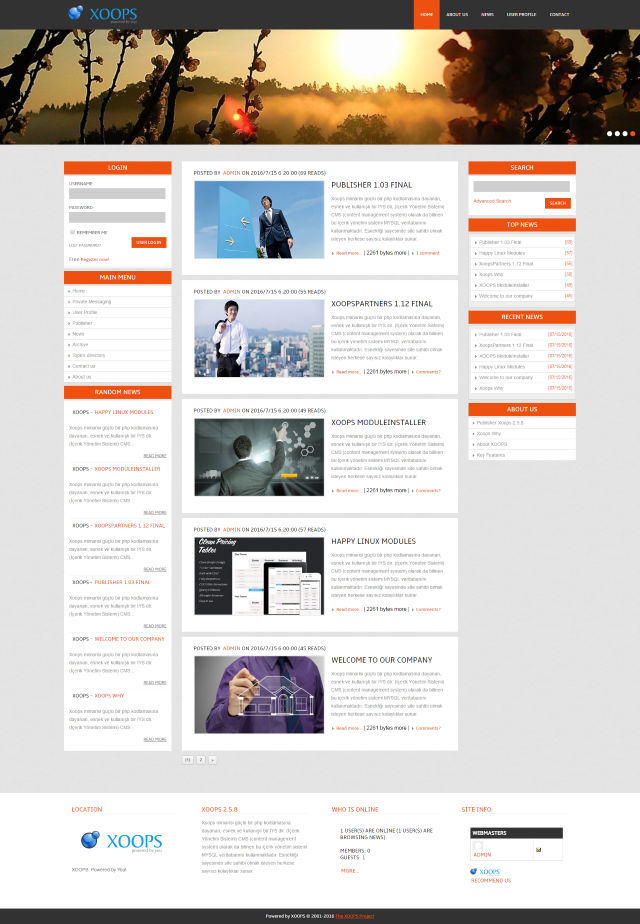 XOOPS
powered by you
HOME ABOUT US NEWS USER PROFILE CONTACT
LOGIN
USERNAME:
PASSWORD:
REMEMBER ME
LOST PASSWORD?
USER LOGIN
Free Register now!
MAIN MENU
Home
Private Messaging
User Profile
Publisher
News
Archive
Topics directory
Contact us
About us
RANDOM NEWS
XOOPS - HAPPY LINUX MODULES
Xoops mimarisi güçlü bir php kodlamasına
dayanan, esnek ve kullanışlı bir İYS dir.
(İçerik Yönetim Sistemi) CMS...
READ MORE
XOOPS - XOOPS MODULEINSTALLER
Xoops mimarisi güçlü bir php kodlamasına
dayanan, esnek ve kullanışlı bir İYS dir.
(İçerik Yönetim Sistemi) CMS...
READ MORE
XOOPS - XOOPSPARTNERS 1.12 FINAL
Xoops mimarisi güçlü bir php kodlamasına
dayanan, esnek ve kullanışlı bir İYS dir.
(İçerik Yönetim Sistemi) CMS...
READ MORE
XOOPS - PUBLISHER 1.03 FINAL
Xoops mimarisi güçlü bir php kodlamasına
dayanan, esnek ve kullanışlı bir İYS dir.
(İçerik Yönetim Sistemi) CMS...
READ MORE
XOOPS - WELCOME TO OUR COMPANY
Xoops mimarisi güçlü bir php kodlamasına
dayanan, esnek ve kullanışlı bir İYS dir.
(İçerik Yönetim Sistemi) CMS...
READ MORE
XOOPS - XOOPS WHY
Xoops mimarisi güçlü bir php kodlamasına
dayanan, esnek ve kullanışlı bir İYS dir.
(İçerik Yönetim Sistemi) CMS...
READ MORE
POSTED BY ADMIN ON 2016/7/15 6:20:00 (69 READS)
PUBLISHER 1.03 FINAL
Xoops mimarisi güçlü bir php kodlamasına dayanan,
esnek ve kullanışlı bir İYS dir. (İçerik Yönetim Sistemi)
CMS (content management system) olarak da bilinen
bu içerik yönetim sistemi MYSQL veritabanını
kullanmaktadır. Esnekliği sayesinde site sahibi olmak
isteyen herkese sayısız kolaylıklar sunar.
Read more... | 2261 bytes more | 1 comment
POSTED BY ADMIN ON 2016/7/15 6:20:00 (55 READS)
XOOPSPARTNERS 1.12 FINAL
Xoops mimarisi güçlü bir php kodlamasına dayanan,
esnek ve kullanışlı bir İYS dir. (İçerik Yönetim Sistemi)
CMS (content management system) olarak da bilinen
bu içerik yönetim sistemi MYSQL veritabanını
kullanmaktadır. Esnekliği sayesinde site sahibi olmak
isteyen herkese sayısız kolaylıklar sunar.
Read more... | 2261 bytes more | Comments?
POSTED BY ADMIN ON 2016/7/15 6:20:00 (49 READS)
XOOPS MODULEINSTALLER
Xoops mimarisi güçlü bir php kodlamasına dayanan,
esnek ve kullanışlı bir İYS dir. (İçerik Yönetim Sistemi)
CMS (content management system) olarak da bilinen
bu içerik yönetim sistemi MYSQL veritabanını
kullanmaktadır. Esnekliği sayesinde site sahibi olmak
isteyen herkese sayısız kolaylıklar sunar.
Read more... | 2261 bytes more | Comments?
POSTED BY ADMIN ON 2016/7/15 6:20:00 (57 READS)
Clean Pricing
Tables
HAPPY LINUX MODULES
Xoops mimarisi güçlü bir php kodlamasına dayanan,
esnek ve kullanışlı bir İYS dir. (İçerik Yönetim Sistemi)
CMS (content management system) olarak da bilinen
bu içerik yönetim sistemi MYSQL veritabanını
kullanmaktadır. Esnekliği sayesinde site sahibi olmak
isteyen herkese sayısız kolaylıklar sunar.
Read more... | 2261 bytes more | Comments?
POSTED BY ADMIN ON 2016/7/15 6:00:00 (45 READS)
WELCOME TO OUR COMPANY
Xoops mimarisi güçlü bir php kodlamasına dayanan,
esnek ve kullanışlı bir İYS dir. (İçerik Yönetim Sistemi)
CMS (content management system) olarak da bilinen
bu içerik yönetim sistemi MYSQL veritabanını
kullanmaktadır. Esnekliği sayesinde site sahibi olmak
isteyen herkese sayısız kolaylıklar sunar.
Read more... | 2261 bytes more | Comments?
(1) 2 »
SEARCH
Advanced Search
SEARCH
TOP NEWS
Publisher 1.03 Final [69]
Happy Linux Modules [57]
XoopsPartners 1.12 Final
Xoops Why
XOOPS ModuleInstaller [49]
Welcome to our company
RECENT NEWS
Publisher 1.03 Final [07/15/2016]
XoopsPartners 1.12 Final [07/15/2016]
XOOPS ModuleInstaller [07/15/2016]
Happy Linux Modules [07/15/2016]
Welcome to our company [07/15/2016]
Xoops Why [07/15/2016]
ABOUT US
Publisher Xoops 2.5.8
Xoops Why
About XOOPS
Key Features
LOCATION
XOOPS
powered by you
XOOPS. Powered by You!
XOOPS 2.5.8
Xoops mimarisi güçlü bir php kodlamasına
dayanan, esnek ve kullanışlı bir İYS dir. (İçerik
Yönetim Sistemi) CMS (content management
system) olarak da bilinen bu içerik yönetim sistemi
MYSQL veritabanını kullanmaktadır. Esnekliği
sayesinde site sahibi olmak isteyen herkese
sayısız kolaylıklar sunar.
WHO IS ONLINE
1 USER(S) ARE ONLINE (1 USER(S) ARE
BROWSING NEWS)
MEMBERS: 0
GUESTS: 1
MORE...
SITE INFO
WEBMASTERS
ADMIN
XOOPS
RECOMMEND US
Powered by XOOPS © 2001-2016 The XOOPS Project